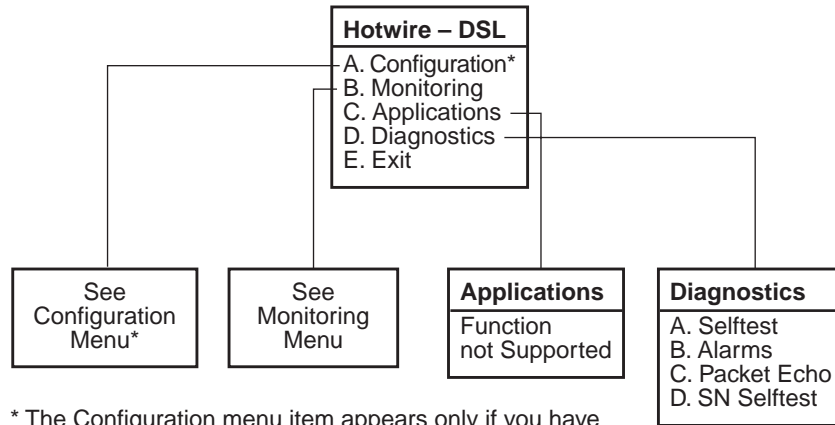 Hotwire – DSL
A. Configuration*
B. Monitoring
C. Applications
D. Diagnostics
E. Exit
See
Configuration
Menu*
See
Monitoring
Menu
Applications
Function
not Supported
Diagnostics
A. Selftest
B. Alarms
C. Packet Echo
D. SN Selftest
* The Configuration menu item appears only if you have